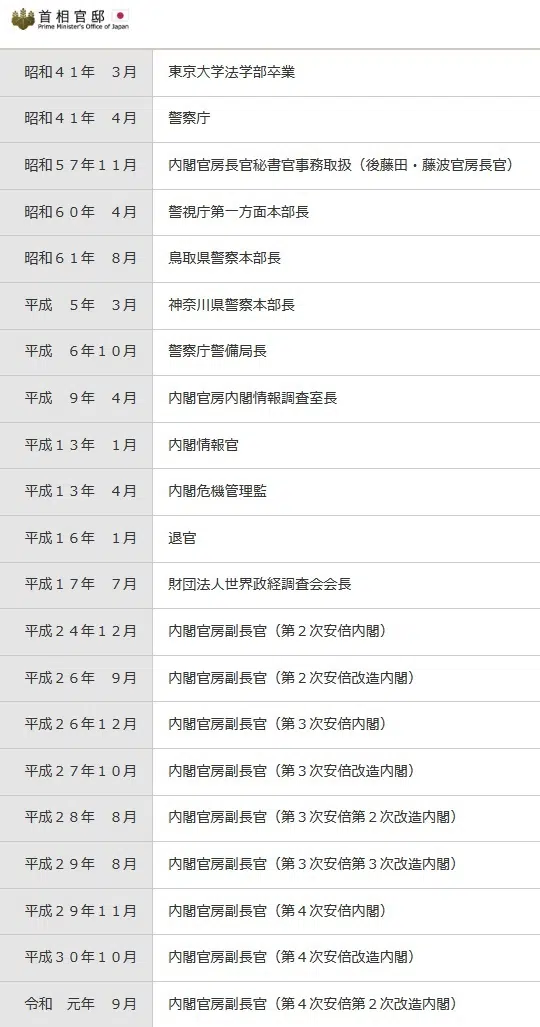 首相官邸
Prime Minister's Office of Japan
昭和４１年　３月　東京大学法学部卒業
昭和４１年　４月　警察庁
昭和５７年１１月　内閣官房長官秘書官事務取扱（後藤田・藤波官房長官）
昭和６０年　４月　警視庁第一方面本部長
昭和６１年　８月　鳥取県警察本部長
平成　５年　３月　神奈川県警察本部長
平成　６年１０月　警察庁警備局長
平成　９年　４月　内閣官房内閣情報調査室長
平成１３年　１月　内閣情報官
平成１３年　４月　内閣危機管理監
平成１６年　１月　退官
平成１７年　７月　財団法人世界政経調査会会長
平成２４年１２月　内閣官房副長官（第２次安倍内閣）
平成２６年　９月　内閣官房副長官（第２次安倍改造内閣）
平成２６年１２月　内閣官房副長官（第３次安倍内閣）
平成２７年１０月　内閣官房副長官（第３次安倍改造内閣）
平成２８年　８月　内閣官房副長官（第３次安倍第２次改造内閣）
平成２９年　８月　内閣官房副長官（第３次安倍第３次改造内閣）
平成２９年１１月　内閣官房副長官（第４次安倍内閣）
平成３０年１０月　内閣官房副長官（第４次安倍改造内閣）
令和　元年　９月　内閣官房副長官（第４次安倍第２次改造内閣）